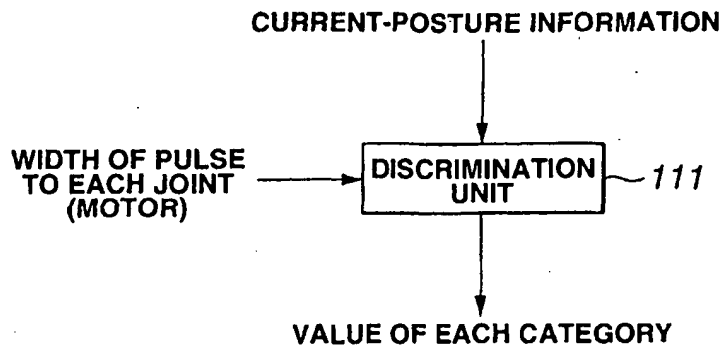 CURRENT-POSTURE INFORMATION
WIDTH OF PULSE
TO EACH JOINT
(MOTOR)
DISCRIMINATION
UNIT
111
VALUE OF EACH CATEGORY